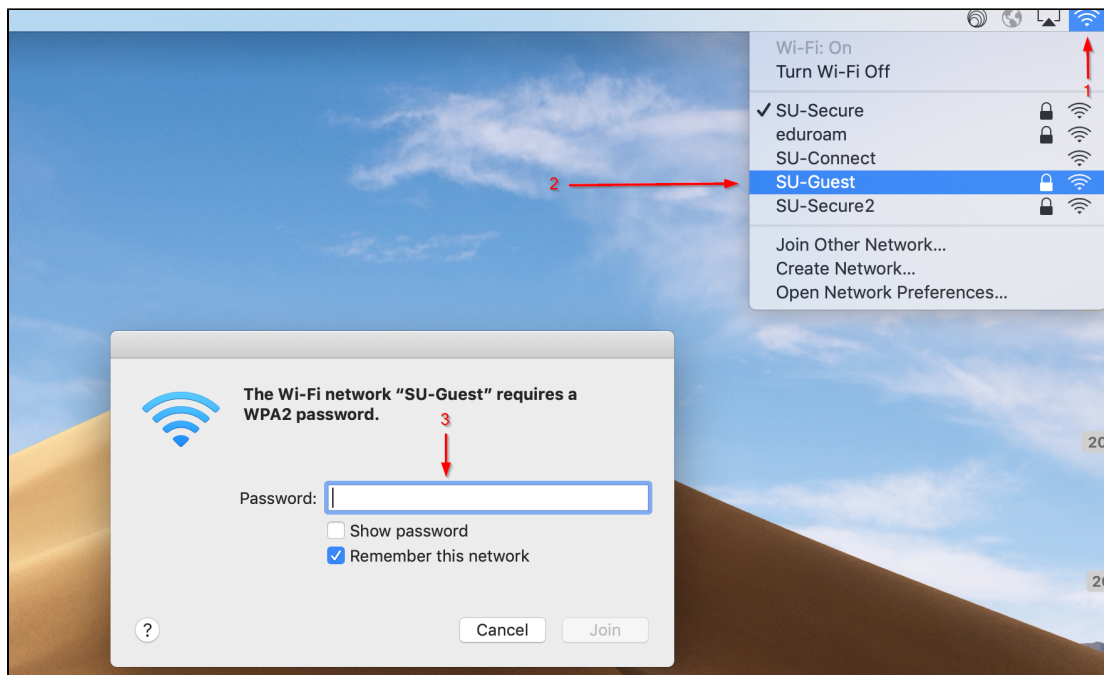 Wi-Fi: On
Turn Wi-Fi Off
1
SU-Secure
eduroam
SU-Connect
2
SU-Guest
SU-Secure2
Join Other Network...
Create Network...
Open Network Preferences...
The Wi-Fi network “SU-Guest” requires a
WPA2 password.
3
Password:
Show password
Remember this network
?
Cancel
Join